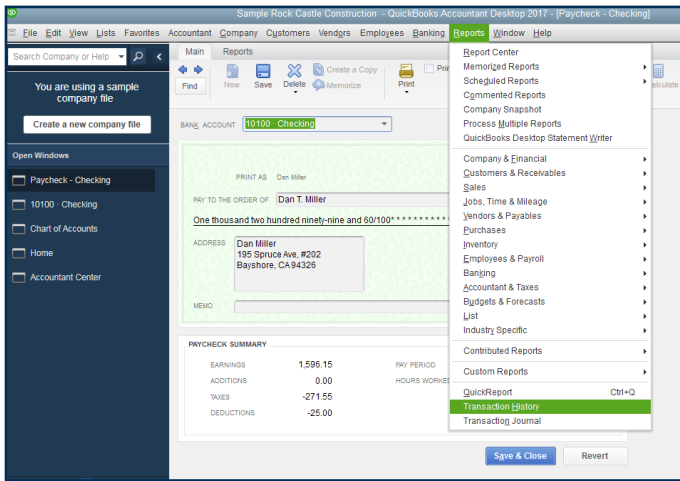 Sample Rock Castle Construction - QuickBooks Accountant Desktop 2017 - [Paycheck - Checking]
File Edit View Lists Favorites Accountant Company Customers Vendors Employees Banking Reports Window Help
Search Company or Help
You are using a sample
company file
Create a new company file
Open Windows
Paycheck - Checking
10100 · Checking
Chart of Accounts
Home
Accountant Center
Main Reports
Find
New
Save
Delete
Create a Copy
Memorize
Print
BANK ACCOUNT 10100 · Checking
PRINT AS Dan Miller
PAY TO THE ORDER OF Dan T. Miller
One thousand two hundred ninety-nine and 60/100* * * * * * * * * *
ADDRESS Dan Miller
195 Spruce Ave, #202
Bayshore, CA 94326
MEMO
PAYCHECK SUMMARY
EARNINGS 1,596.15 PAY PERIOD
ADDITIONS 0.00 HOURS WORKED
TAXES -271.55
DEDUCTIONS -25.00
Save & Close Revert
Report Center
Memorized Reports
Scheduled Reports
Commented Reports
Company Snapshot
Process Multiple Reports
QuickBooks Desktop Statement Writer
Company & Financial
Customers & Receivables
Sales
Jobs, Time & Mileage
Vendors & Payables
Purchases
Inventory
Employees & Payroll
Banking
Accountant & Taxes
Budgets & Forecasts
List
Industry Specific
Contributed Reports
Custom Reports
QuickReport Ctrl+Q
Transaction History
Transaction Journal